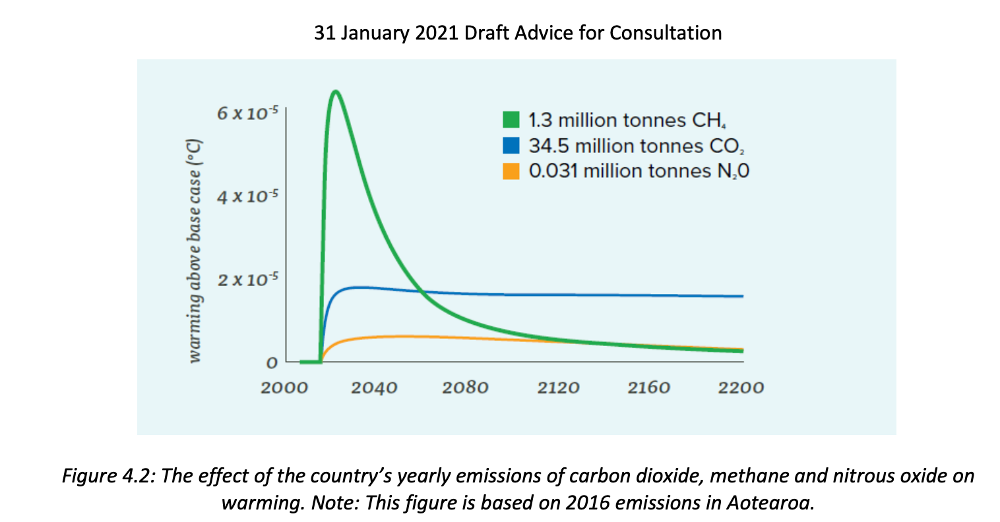 31 January 2021 Draft Advice for Consultation
6 x 10⁻⁵
4 x 10⁻⁵
2 x 10⁻⁵
0
warming above base case (°C)
1.3 million tonnes CH₄
34.5 million tonnes CO₂
0.031 million tonnes N₂0
2000 2040 2080 2120 2160 2200
Figure 4.2: The effect of the country’s yearly emissions of carbon dioxide, methane and nitrous oxide on
warming. Note: This figure is based on 2016 emissions in Aotearoa.